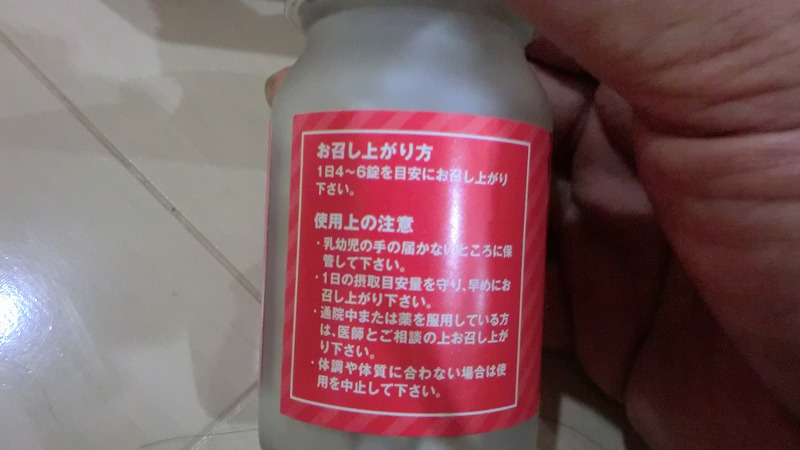 お召し上がり方
1日4～6錠を目安にお召し上がり
下さい。
使用上の注意
・乳幼児の手の届かないところに保
管して下さい。
・1日の摂取目安量を守り、早めにお
召し上がり下さい。
・通院中または薬を服用している方
は、医師とご相談の上お召し上が
り下さい。
・体調や体質に合わない場合は使
用を中止して下さい。